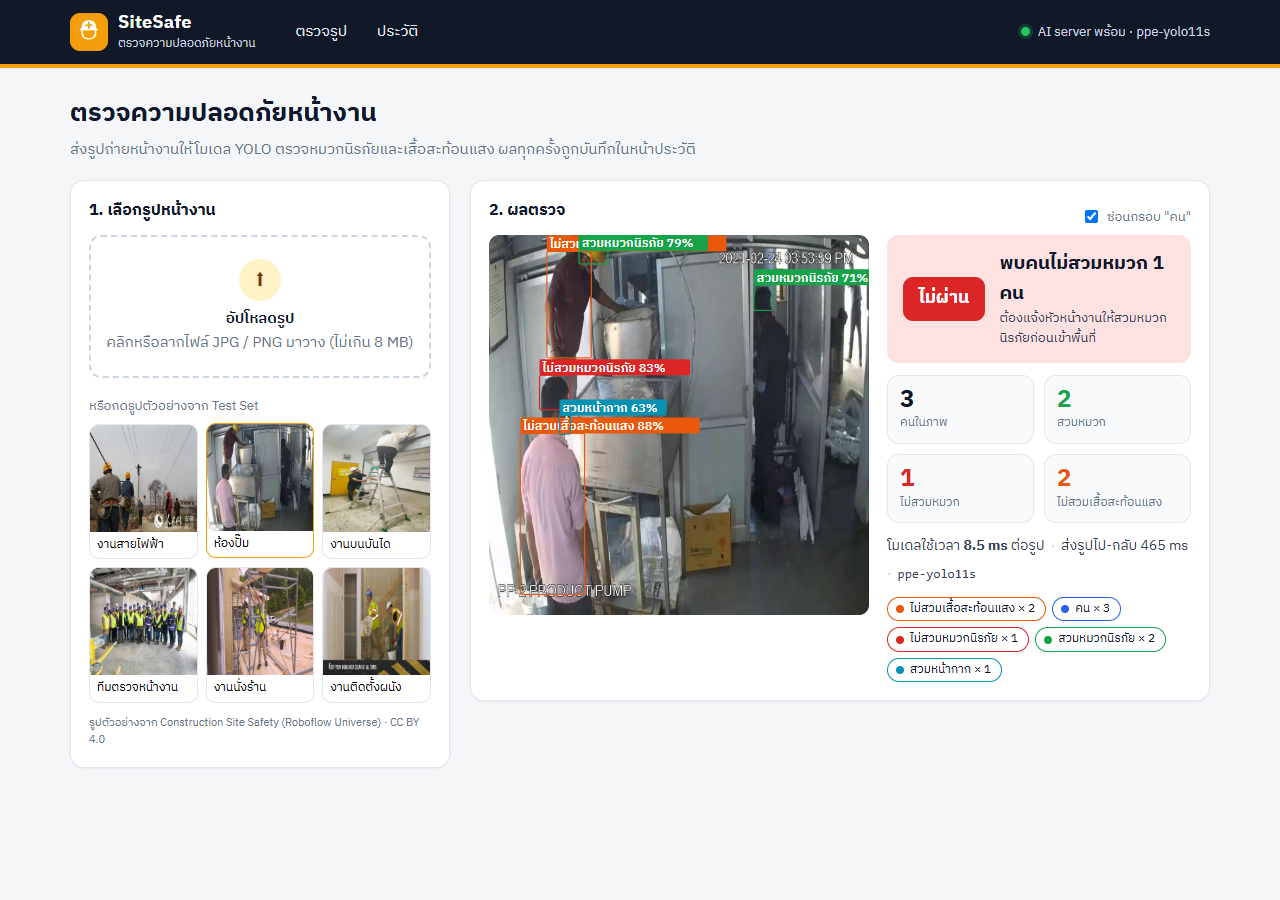 SiteSafe
ตรวจความปลอดภัยหน้างาน
ตรวจรูป
ประวัติ
AI server พร้อม · ppe-yolo11s
ตรวจความปลอดภัยหน้างาน
ส่งรูปถ่ายหน้างานให้โมเดล YOLO ตรวจหมวกนิรภัยและเสื้อสะท้อนแสง ผลทุกครั้งถูกบันทึกในหน้าประวัติ
1. เลือกรูปหน้างาน
อัปโหลดรูป
คลิกหรือลากไฟล์ JPG / PNG มาวาง (ไม่เกิน 8 MB)
หรือกดรูปตัวอย่างจาก Test Set
งานสายไฟฟ้า
ห้องปั๊ม
งานบนบันได
ทีมตรวจหน้างาน
งานนั่งร้าน
งานติดตั้งผนัง
รูปตัวอย่างจาก Construction Site Safety (Roboflow Universe) · CC BY
4.0
2. ผลตรวจ
ซ่อนกรอบ "คน"
สวมหมวกนิรภัย 79%
2021-02-24 03:53:59 PM
สวมหมวกนิรภัย 71%
ไม่สวมหมวกนิรภัย 83%
สวมหน้ากาก 63%
ไม่สวมเสื้อสะท้อนแสง 88%
PP-2 PRODUCT PUMP
ไม่ผ่าน
พบคนไม่สวมหมวก 1
คน
ต้องแจ้งหัวหน้างานให้สวมหมวก
นิรภัยก่อนเข้าพื้นที่
3
คนในภาพ
2
สวมหมวก
1
ไม่สวมหมวก
2
ไม่สวมเสื้อสะท้อนแสง
โมเดลใช้เวลา 8.5 ms ต่อรูป · ส่งรูปไป-กลับ 465 ms
· ppe-yolo11s
ไม่สวมเสื้อสะท้อนแสง × 2
คน × 3
ไม่สวมหมวกนิรภัย × 1
สวมหมวกนิรภัย × 2
สวมหน้ากาก × 1